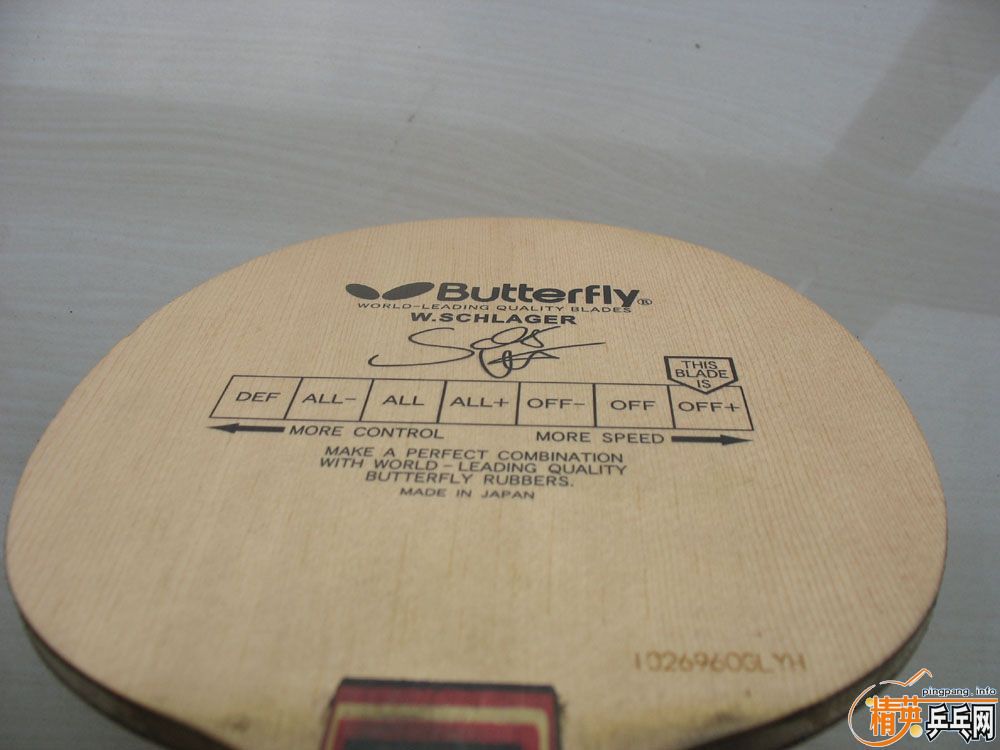 Butterfly®
WORLD-LEADING QUALITY BLADES
W.SCHLAGER
THIS
BLADE
IS
DEF ALL- ALL ALL+ OFF- OFF OFF+
MORE CONTROL MORE SPEED
MAKE A PERFECT COMBINATION
WITH WORLD-LEADING QUALITY
BUTTERFLY RUBBERS.
MADE IN JAPAN
1026960GLYH
pingpang.info
精英乒乓网